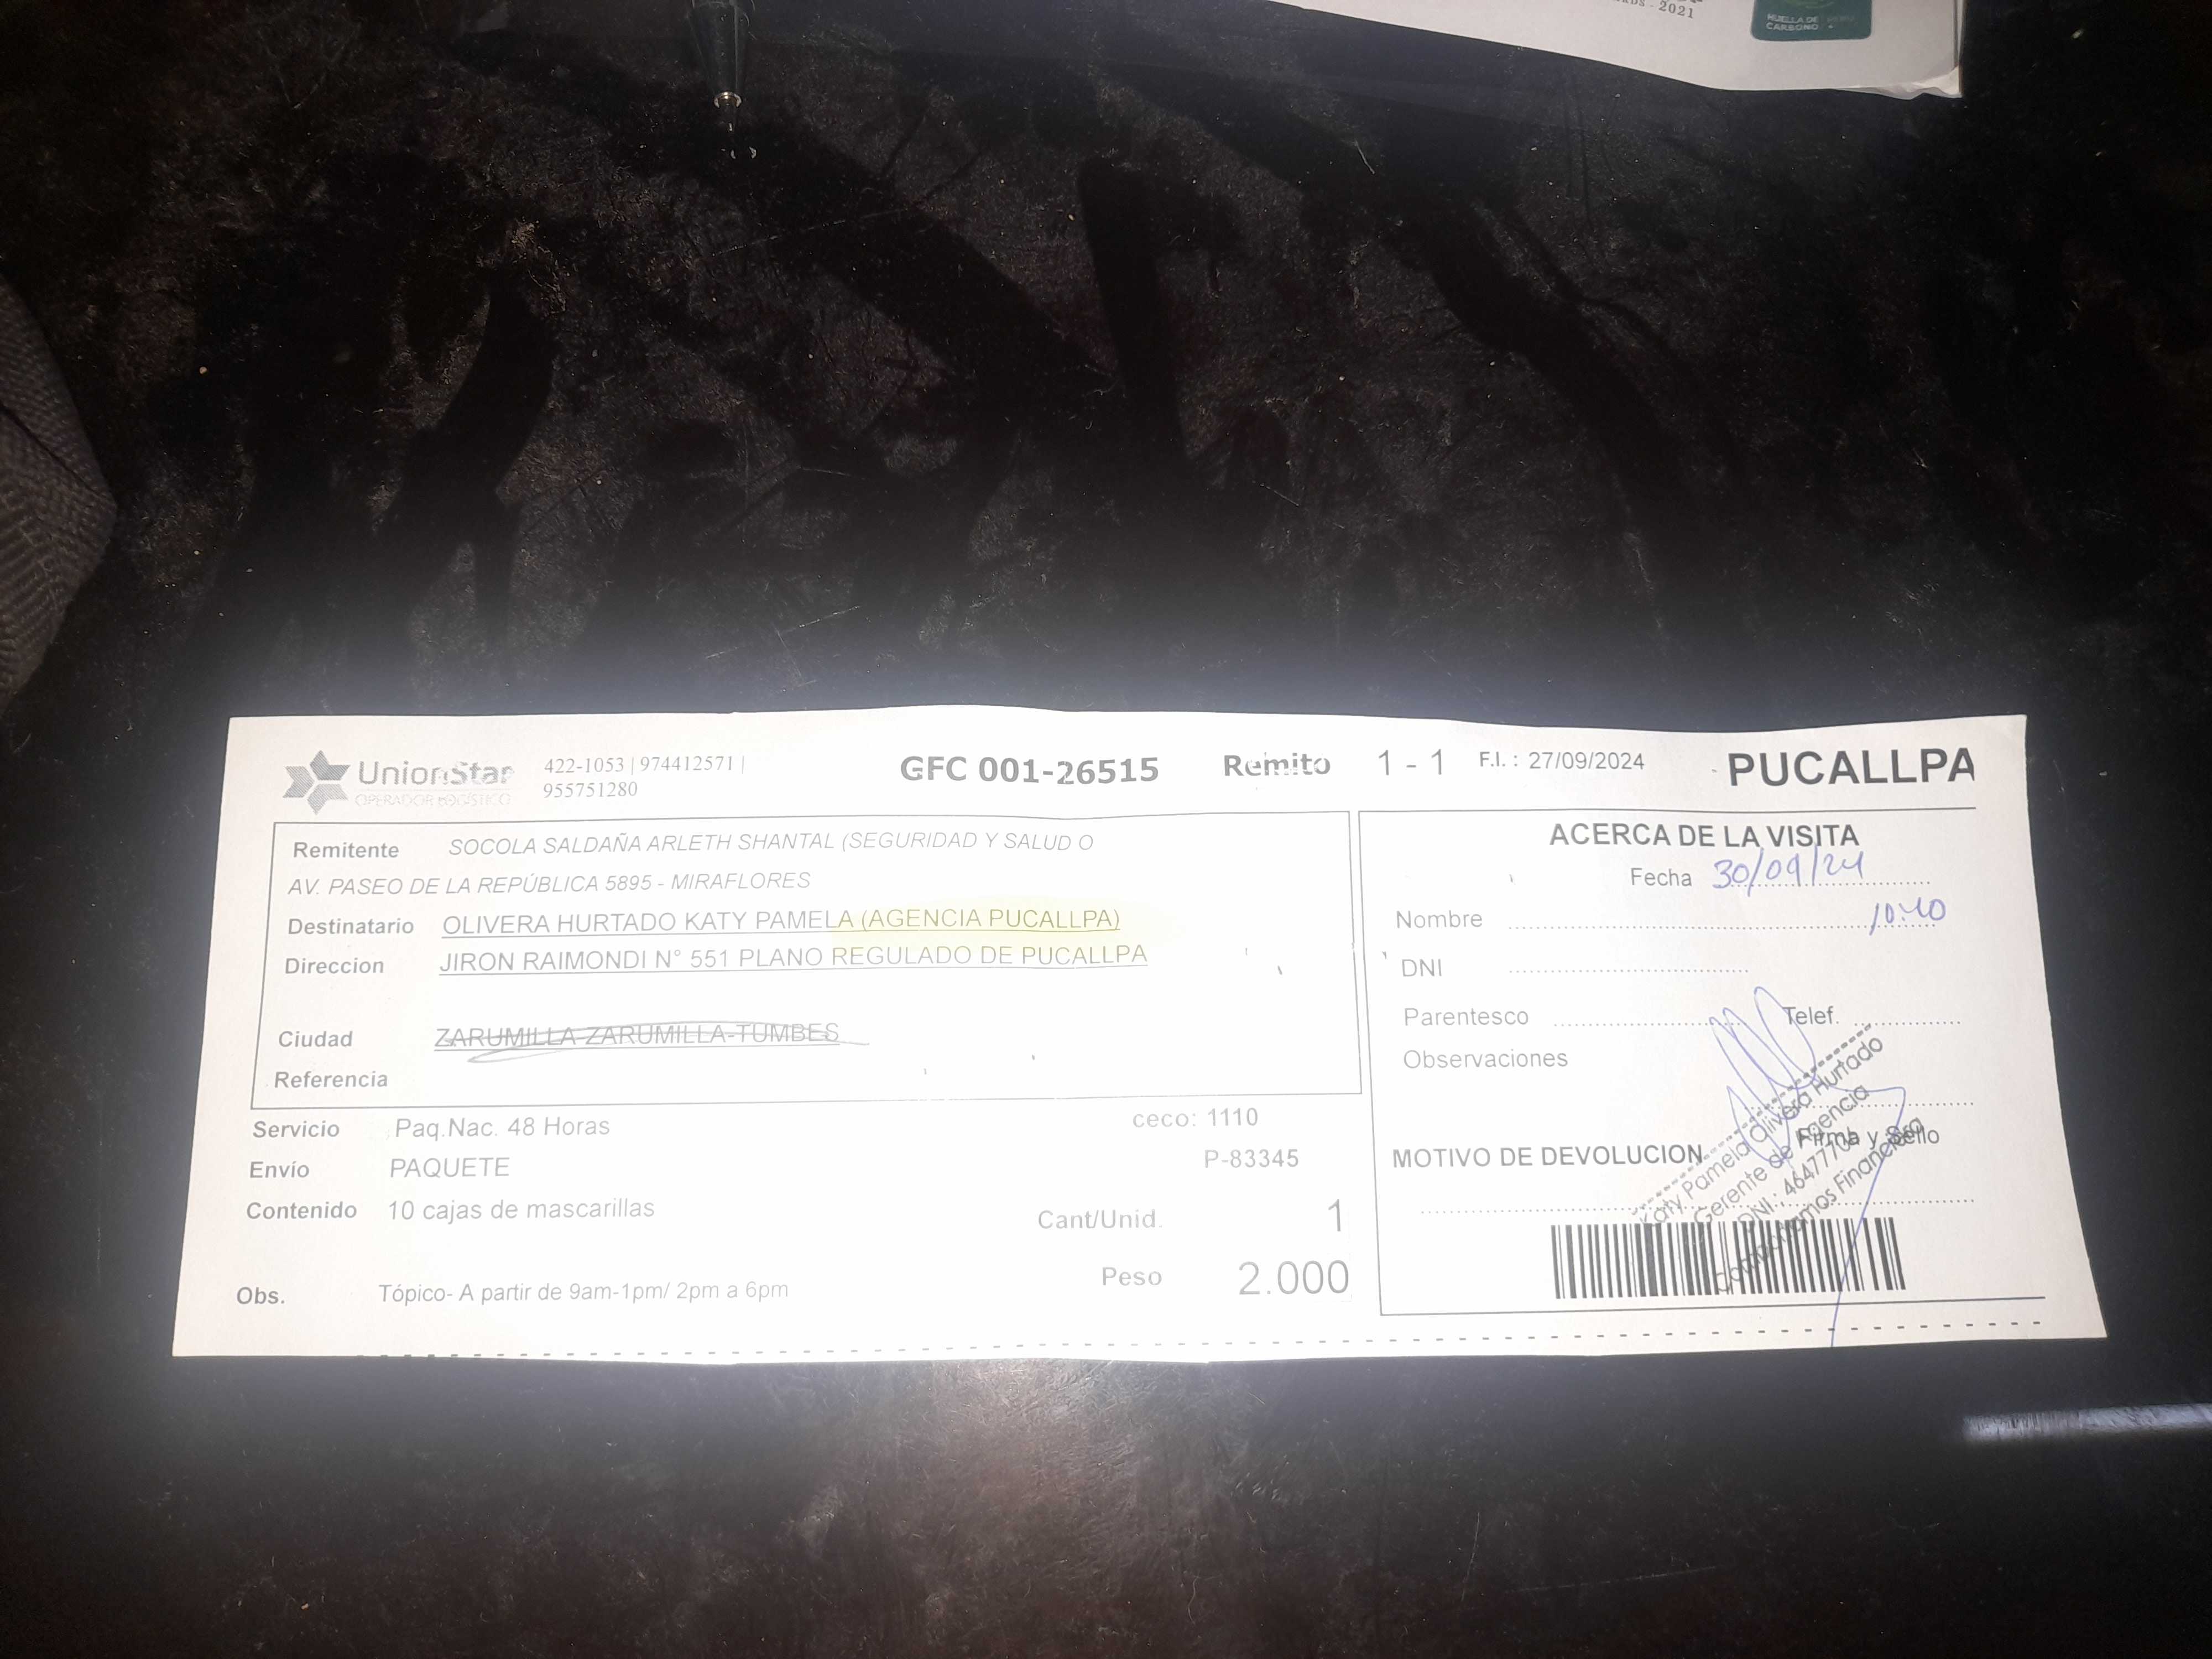 2021
HUELLA DE
CARBONO
UnionStar
OPERADOR LOGÍSTICO
422-1053 | 974412571 |
955751280
GFC 001-26515
Remito 1 - 1
F.I. : 27/09/2024
PUCALLPA
Remitente SOCOLA SALDAÑA ARLETH SHANTAL (SEGURIDAD Y SALUD O
AV. PASEO DE LA REPÚBLICA 5895 - MIRAFLORES
Destinatario OLIVERA HURTADO KATY PAMELA (AGENCIA PUCALLPA)
Direccion JIRON RAIMONDI N° 551 PLANO REGULADO DE PUCALLPA
Ciudad ZARUMILLA-ZARUMILLA-TUMBES
Referencia
Servicio Paq.Nac. 48 Horas ceco: 1110
Envío PAQUETE P-83345
Contenido 10 cajas de mascarillas
Cant/Unid. 1
Peso 2.000
Obs. Tópico- A partir de 9am-1pm/ 2pm a 6pm
ACERCA DE LA VISITA
Fecha 30/09/24
Nombre 10:40
DNI
Parentesco Telef.
Observaciones
Firma y Sello
MOTIVO DE DEVOLUCION
Katy Pamela Olivera Hurtado
Gerente de Agencia
DNI.:
Financiera